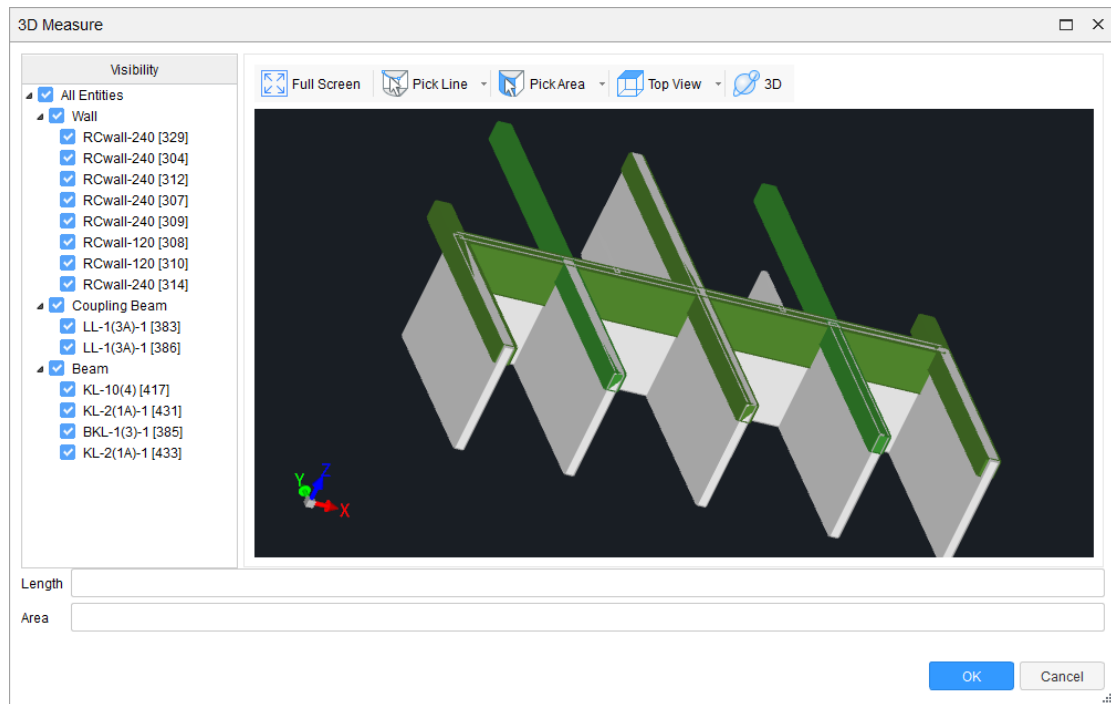 3D Measure
Visibility
All Entities
Wall
RCwall-240 [329]
RCwall-240 [304]
RCwall-240 [312]
RCwall-240 [307]
RCwall-240 [309]
RCwall-120 [308]
RCwall-120 [310]
RCwall-240 [314]
Coupling Beam
LL-1(3A)-1 [383]
LL-1(3A)-1 [386]
Beam
KL-10(4) [417]
KL-2(1A) [431]
BKL-1(3)-1 [385]
KL-2(1A)-1 [433]
Full Screen Pick Line Pick Area Top View 3D
Y Z X
Length
Area
OK Cancel